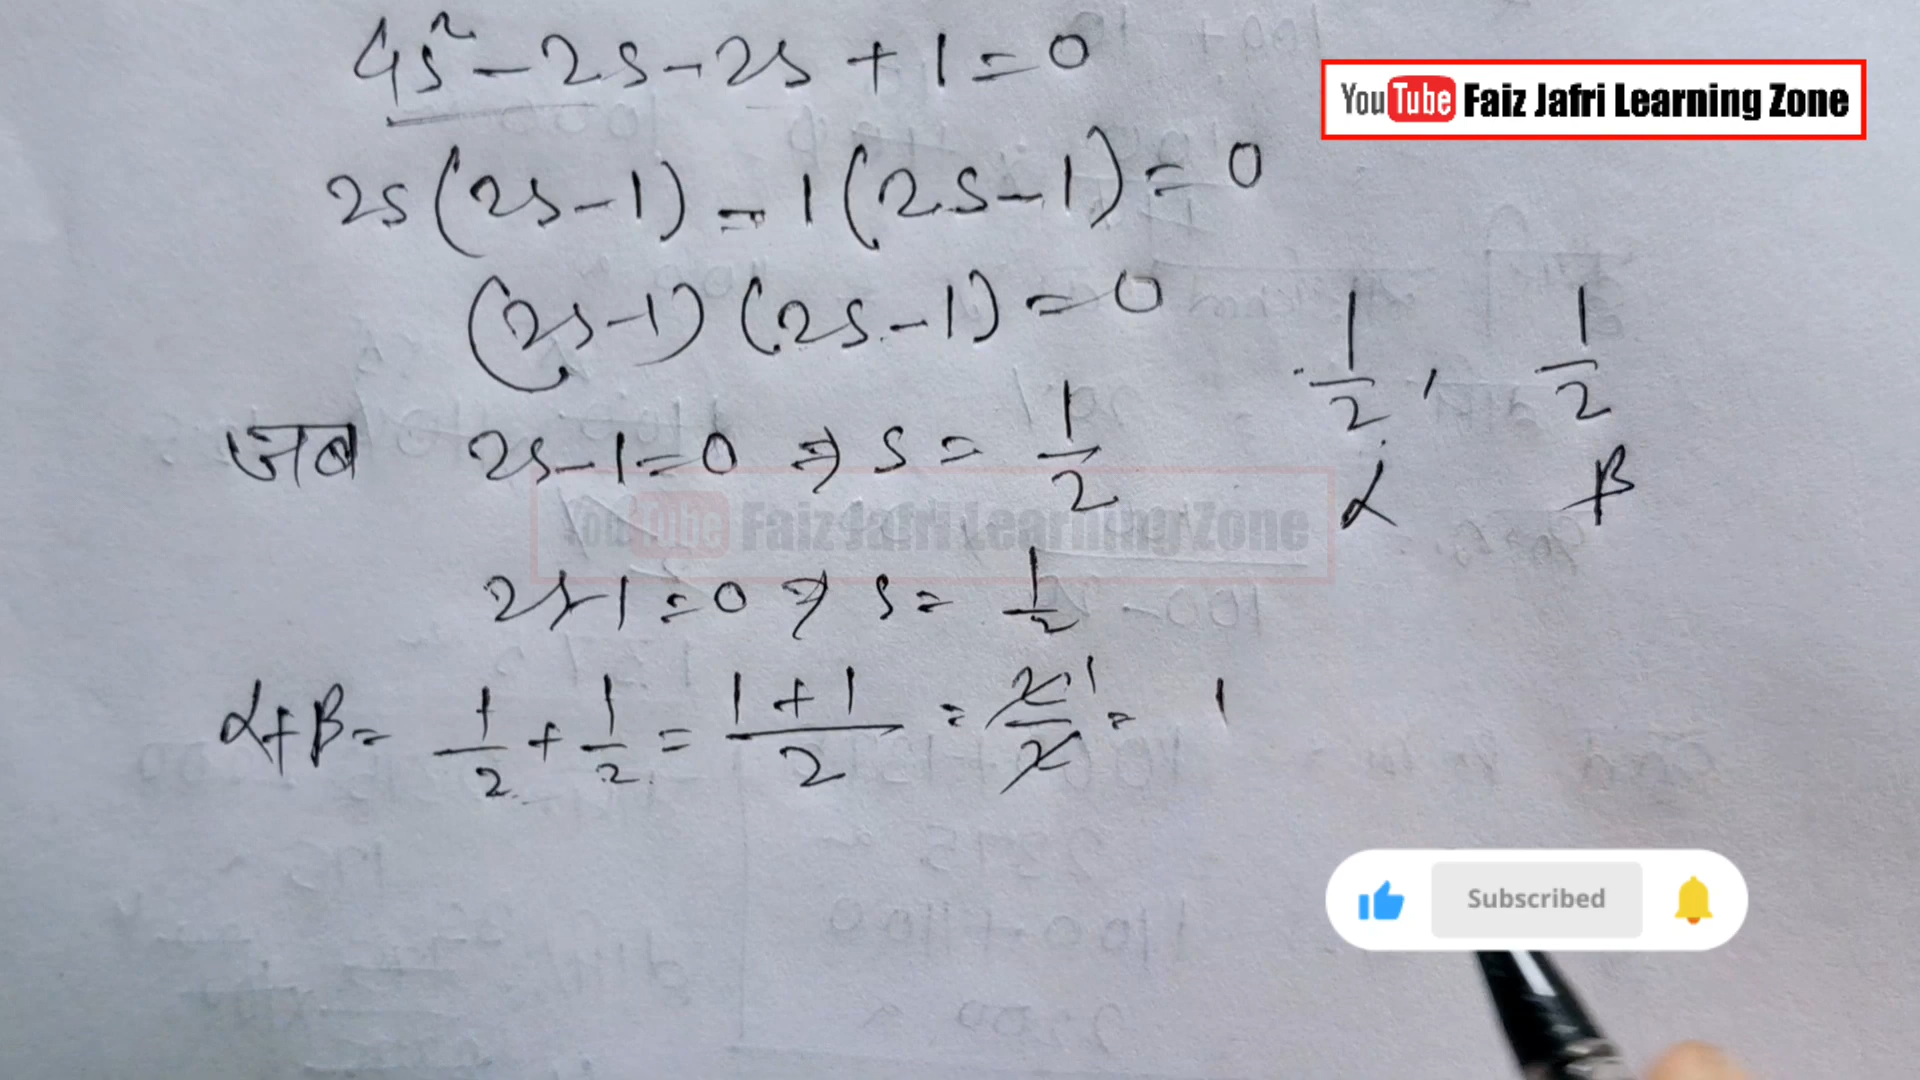 4s² - 2s - 2s + 1 = 0
YouTube Faiz Jafri Learning Zone
2s(2s-1) - 1(2s-1) = 0
(2s-1) (2s-1) = 0
1/2, 1/2
जब 2s-1=0 ⇒ s = 1/2
α β
YouTube Faiz Jafri Learning Zone
2s-1=0 ⇒ s = 1/2
α+β = 1/2 + 1/2 = 1+1/2 = 2/2 1 = 1
Subscribed